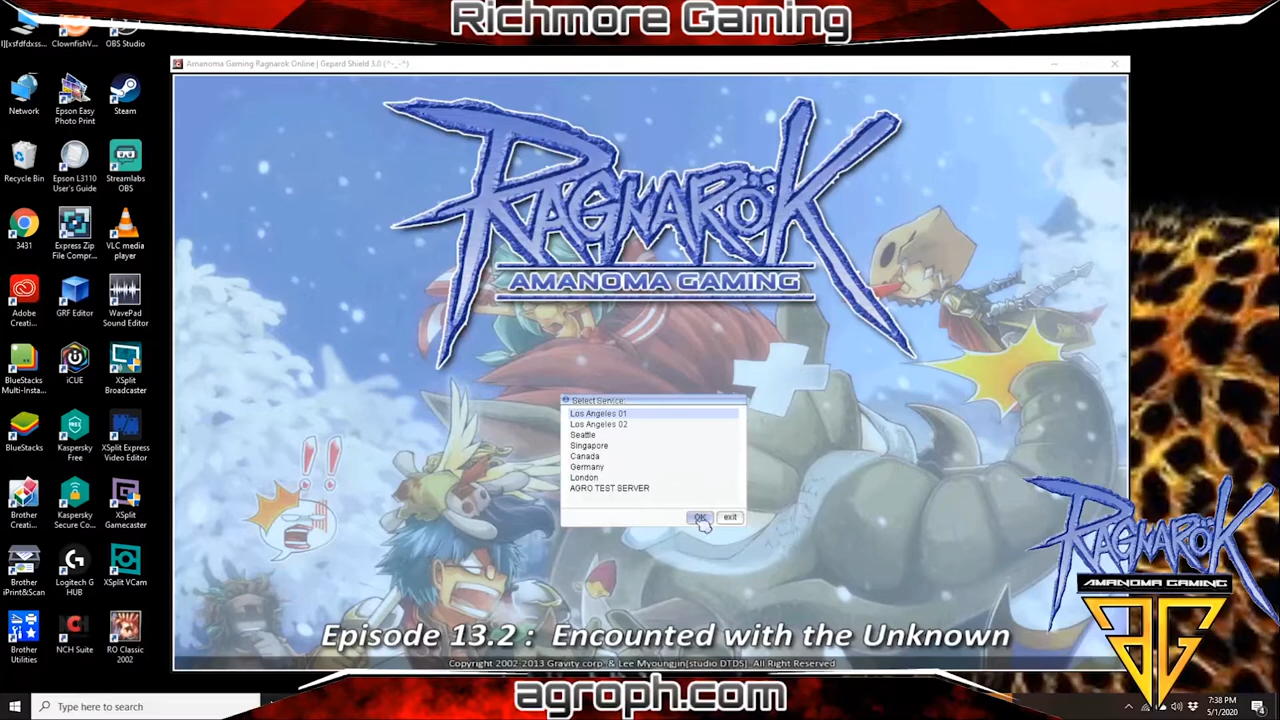 Richmore Gaming
I][xsfdfdxss...
ClownfishV...
OBS Studio
Amanoma Gaming Ragnarok Online | Gepard Shield 3.0 (^-_-^)
Network
Epson Easy
Photo Print
Steam
Recycle Bin
Epson L3110
User's Guide
Streamlabs
OBS
3431
Express Zip
File Compr...
VLC media
player
Adobe
Creati...
GRF Editor
WavePad
Sound Editor
BlueStacks
Multi-Insta...
iCUE
XSplit
Broadcaster
BlueStacks
Kaspersky
Free
XSplit Express
Video Editor
Brother
Creati...
Kaspersky
Secure Co...
XSplit
Gamecaster
Brother
iPrint&Scan
Logitech G
HUB
XSplit VCam
Brother
Utilities
NCH Suite
RO Classic
2002
RAGNARÖK
AMANOMA GAMING
Select Service:
Los Angeles 01
Los Angeles 02
Seattle
Singapore
Canada
Germany
London
AGRO TEST SERVER
OK
exit
Episode 13.2 : Encounted with the Unknown
Copyright 2002-2013 Gravity corp. & Lee Myoungjin(studio DTDS). All Right Reserved
RAGNARÖK
AMANOMA GAMING
AG
agroph.com
Type here to search
7:38 PM
5/1/2020